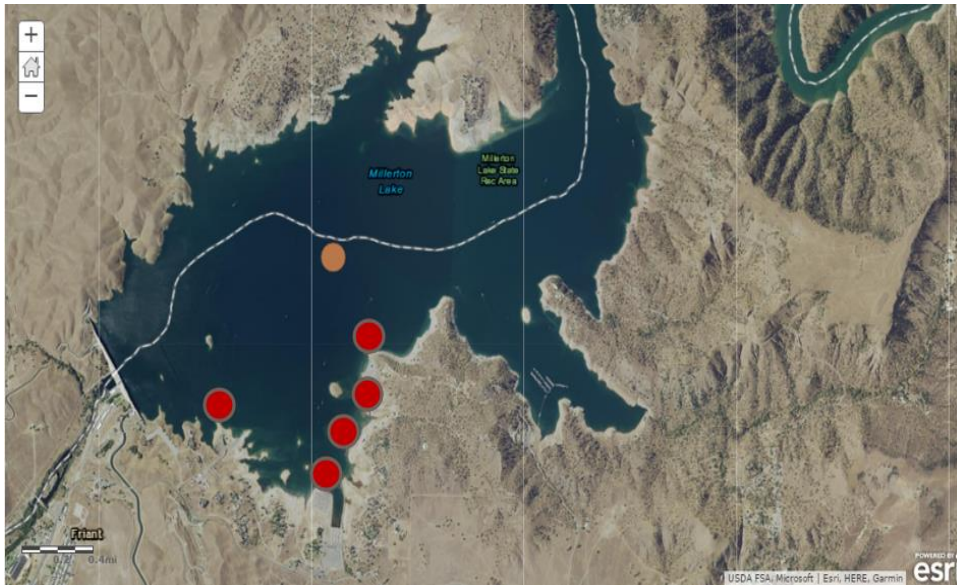 +
−
Millerton
Lake
Millerton
Lake State
Rec Area
Friant
0.4mi
USDA FSA, Microsoft | Esri, HERE, Garmin
POWERED BY
esri